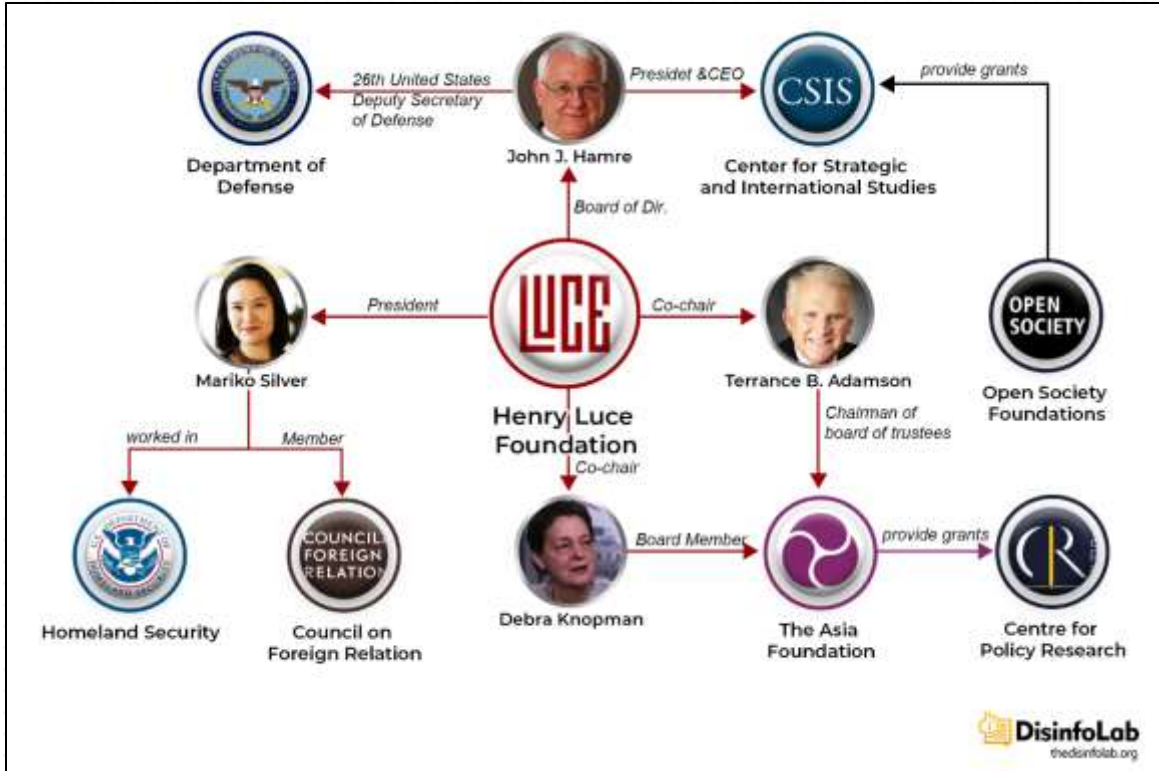 26th United States
Deputy Secretary
of Defense
Presidet &CEO
CSIS
provide grants
Department of
Defense
John J. Hamre
Center for Strategic
and International Studies
Board of Dir.
President
LUCE
Co-chair
OPEN
SOCIETY
Mariko Silver
Terrance B. Adamson
Open Society
Foundations
Henry Luce
Foundation
Chairman of
board of trustees
worked in
Member
Co-chair
COUNCIL
FOREIGN
RELATION
Board Member
provide grants
Homeland Security
Council on
Foreign Relation
Debra Knopman
The Asia
Foundation
Centre for
Policy Research
DisinfoLab
thedisinfolab.org